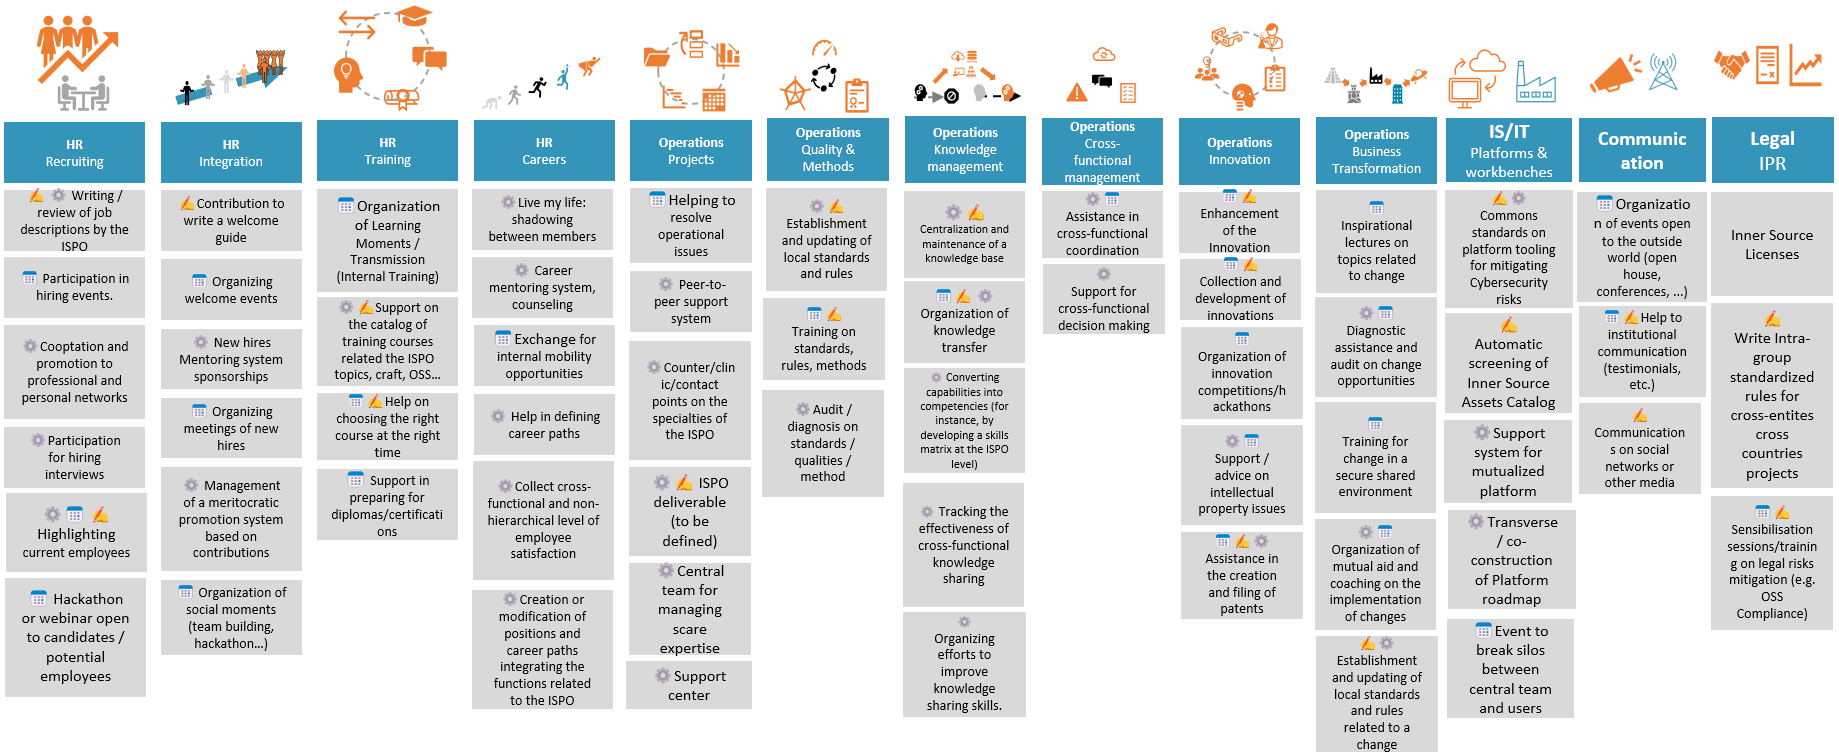 HR
Recruiting
Writing /
review of job
descriptions by the
ISPO
Participation in
hiring events.
Cooptation and
promotion to
professional and
personal networks
Participation
for hiring
interviews
Highlighting
current employees
Hackathon
or webinar open
to candidates /
potential
employees
HR
Integration
Contribution to
write a welcome
guide
Organizing
welcome events
New hires
Mentoring system
sponsorships
Organizing
meetings of new
hires
Management
of a meritocratic
promotion system
based on
contributions
Organization of
social moments
(team building,
hackathon...)
HR
Training
Organization
of Learning
Moments /
Transmission
(Internal Training)
Support on
the catalog of
training courses
related the ISPO
topics, craft, OSS...
Help on
choosing the right
course at the right
time
Support in
preparing for
diplomas/certificati
ons
HR
Careers
Live my life:
shadowing
between members
Career
mentoring system,
counseling
Exchange for
internal mobility
opportunities
Help in defining
career paths
Collect cross-
functional and non-
hierarchical level of
employee
satisfaction
Creation or
modification of
positions and
career paths
integrating the
functions related
to the ISPO
Operations
Projects
Helping to
resolve
operational
issues
Peer-to-
peer support
system
Counter/clin
ic/contact
points on the
specialties of
the ISPO
ISPO
deliverable
(to be
defined)
Central
team for
managing
scare
expertise
Support
center
Operations
Quality &
Methods
Establishment
and updating of
local standards
and rules
Training on
standards,
rules, methods
Audit /
diagnosis on
standards /
qualities /
method
Operations
Knowledge
management
Centralization and
maintenance of a
knowledge base
Organization of
knowledge
transfer
Converting
capabilities into
competencies (for
instance, by
developing a skills
matrix at the ISPO
level)
Tracking the
effectiveness of
cross-functional
knowledge
sharing
Organizing
efforts to
improve
knowledge
sharing skills.
Operations
Cross-
functional
management
Assistance in
cross-functional
coordination
Support for
cross-functional
decision making
Operations
Innovation
Enhancement
of the
Innovation
Collection and
development of
innovations
Organization of
innovation
competitions/h
ackathons
Support /
advice on
intellectual
property issues
Assistance in
the creation
and filing of
patents
Operations
Business
Transformation
Inspirational
lectures on
topics related
to change
Diagnostic
assistance and
audit on change
opportunities
Training for
change in a
secure shared
environment
Organization of
mutual aid and
coaching on the
implementation
of changes
Establishment
and updating of
local standards
and rules
related to a
change
IS/IT
Platforms &
workbenches
Commons
standards on
platform tooling
for mitigating
Cybersecurity
risks
Automatic
screening of
Inner Source
Assets Catalog
Support
system for
mutualized
platform
Transverse
/ co-
construction
of Platform
roadmap
Event to
break silos
between
central team
and users
Communic
ation
Organizatio
n of events open
to the outside
world (open
house,
conferences, ...)
Help to
institutional
communication
(testimonials,
etc.)
Communication
s on social
networks or
other media
Legal
IPR
Inner Source
Licenses
Write Intra-
group
standardized
rules for
cross-entites
cross
countries
projects
Sensibilisation
sessions/trainin
g on legal risks
mitigation (e.g.
OSS
Compliance)